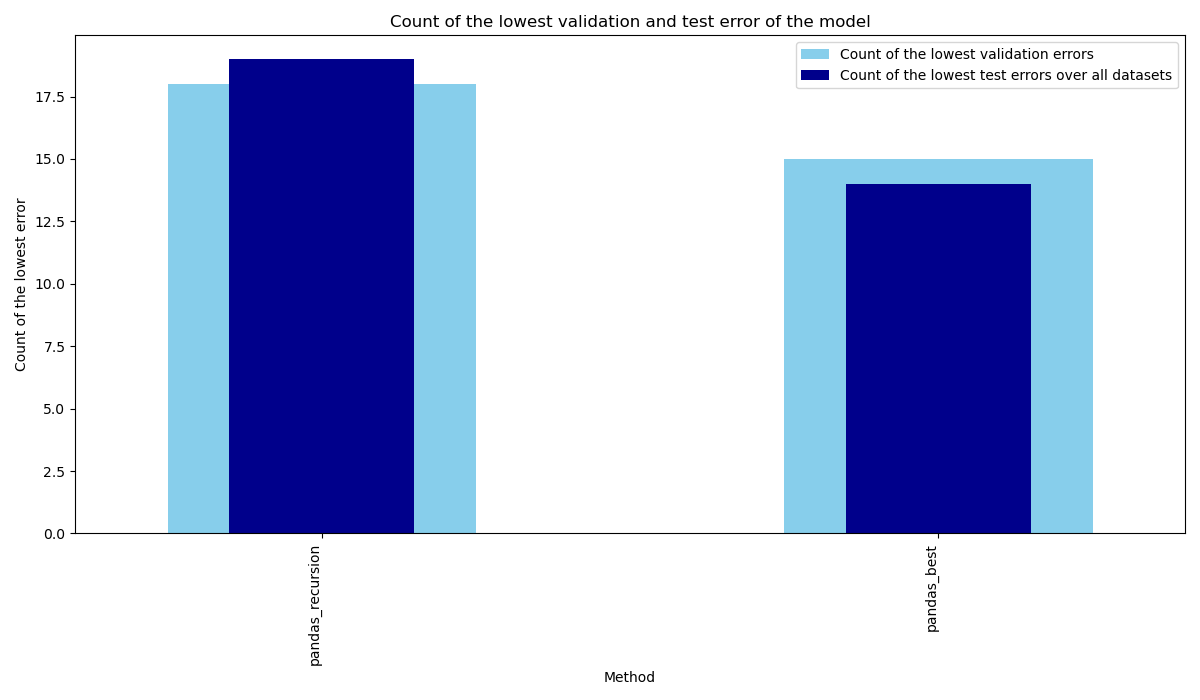 Count of the lowest validation and test error of the model
Count of the lowest validation errors
Count of the lowest test errors over all datasets
Count of the lowest error
17.5
15.0
12.5
10.0
7.5
5.0
2.5
0.0
pandas_recursion
pandas_best
Method